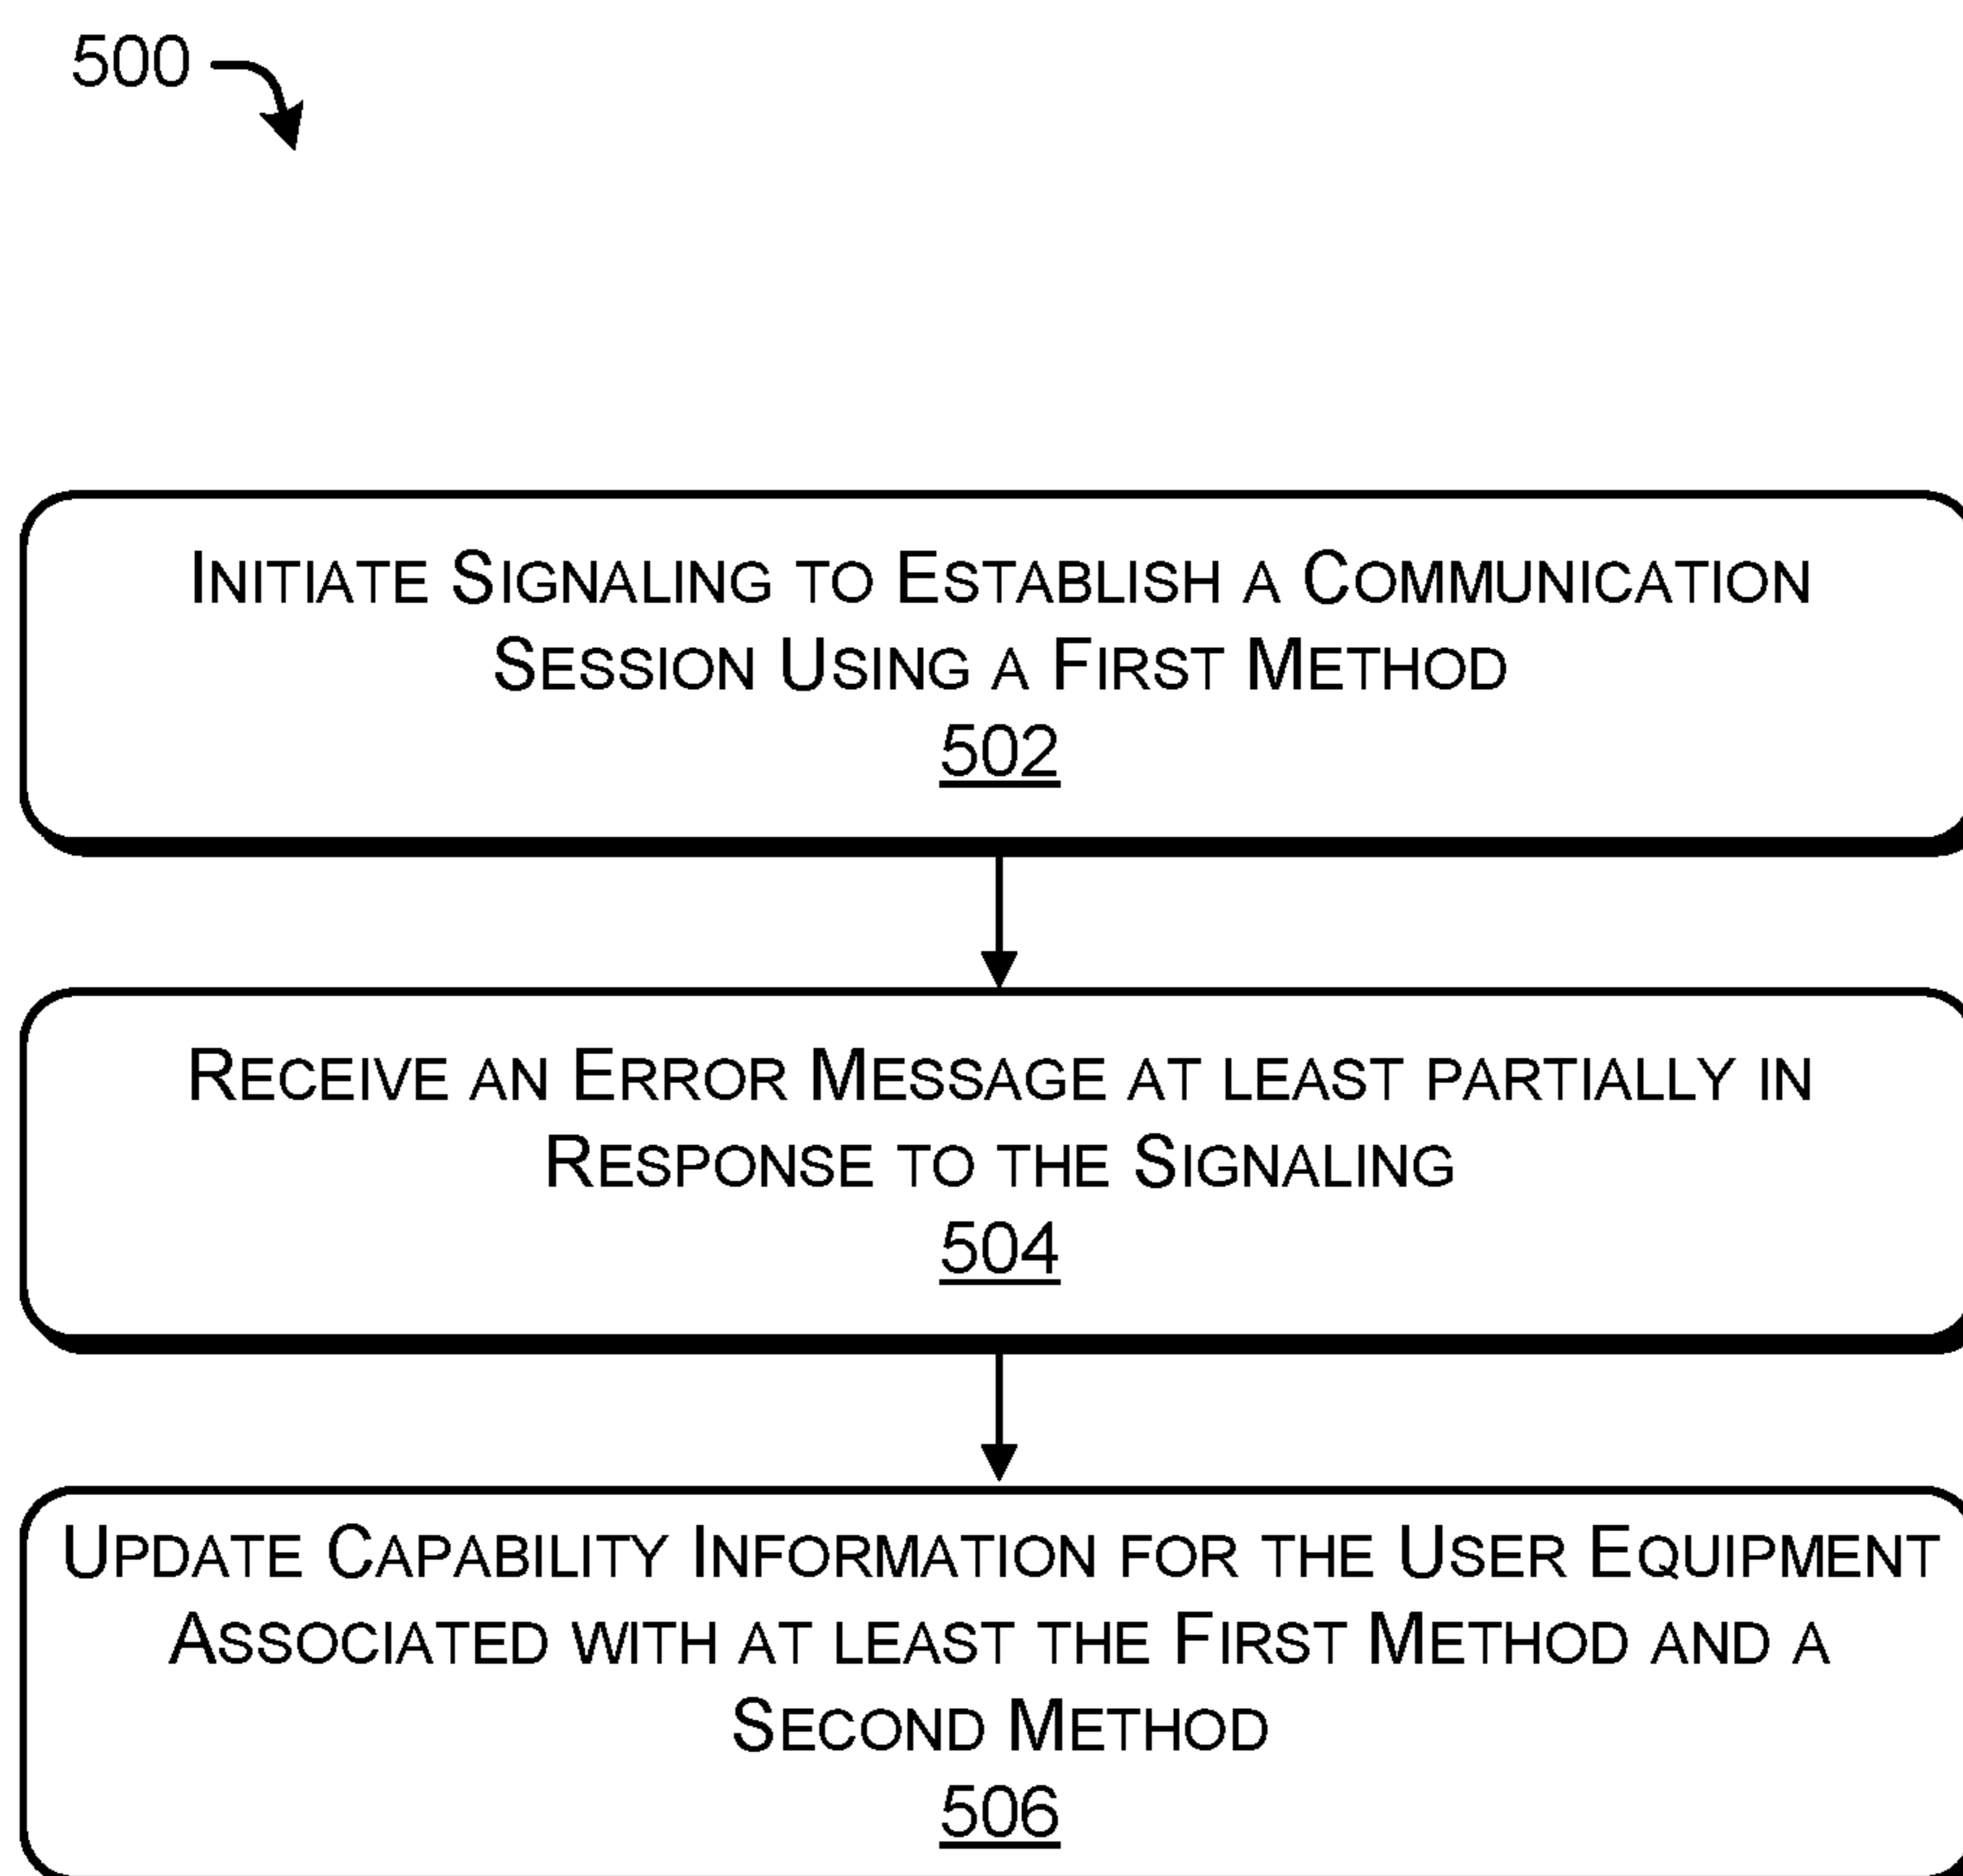 500
Initiate Signaling to Establish a Communication
Session Using a First Method
502
Receive an Error Message at least partially in
Response to the Signaling
504
Update Capability Information for the User Equipment
Associated with at least the First Method and a
Second Method
506